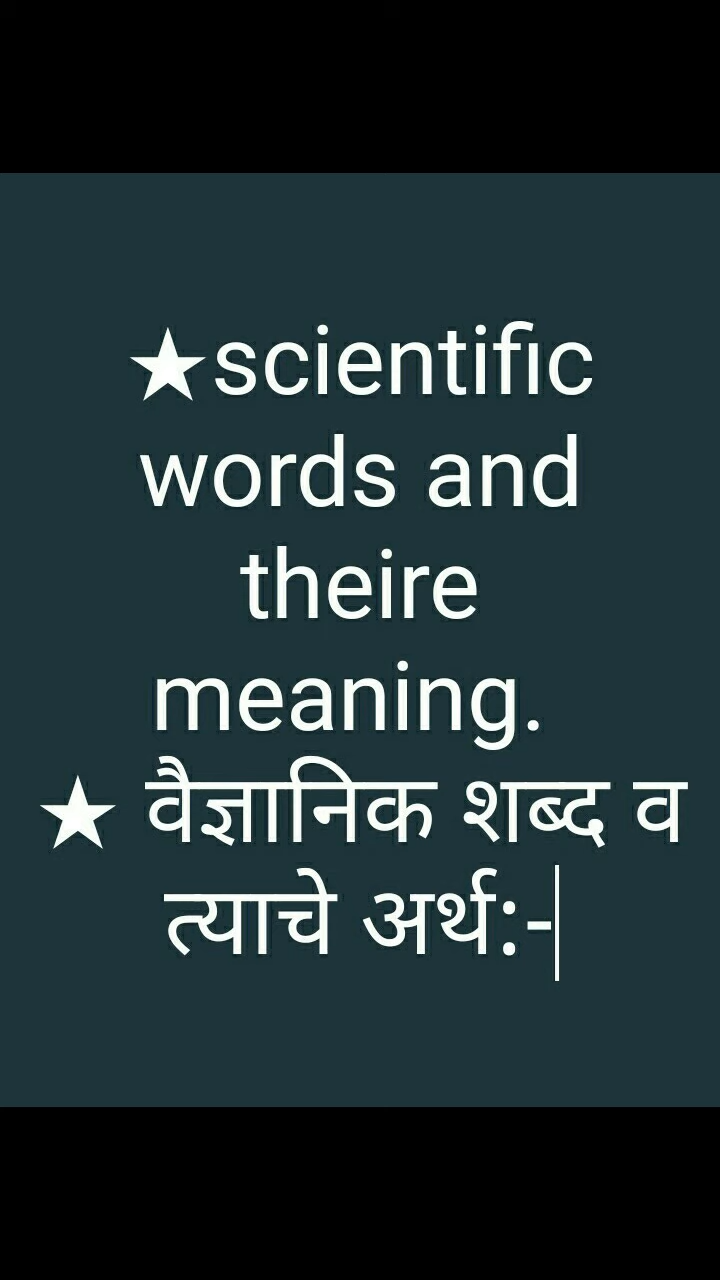 ★scientific
words and
theire
meaning.
★ वैज्ञानिक शब्द व
त्याचे अर्थ:-